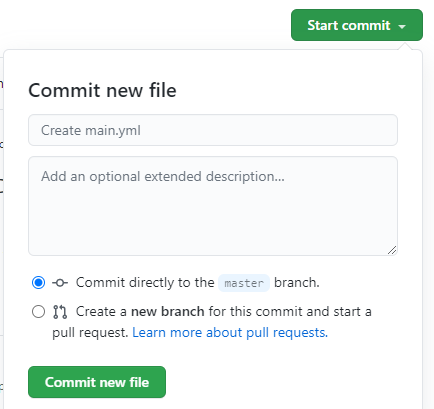 Start commit
Commit new file
Create main.yml
Add an optional extended description...
Commit directly to the master branch.
Create a new branch for this commit and start a
pull request. Learn more about pull requests.
Commit new file